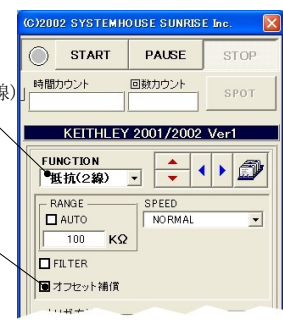 (C)2002 SYSTEMHOUSE SUNRISE Inc.
START PAUSE STOP
時間カウント 回数カウント
線)」
SPOT
KEITHLEY 2001/2002 Ver1
FUNCTION
抵抗(2線)
RANGE SPEED
AUTO NORMAL
100 KΩ
FILTER
オフセット補償